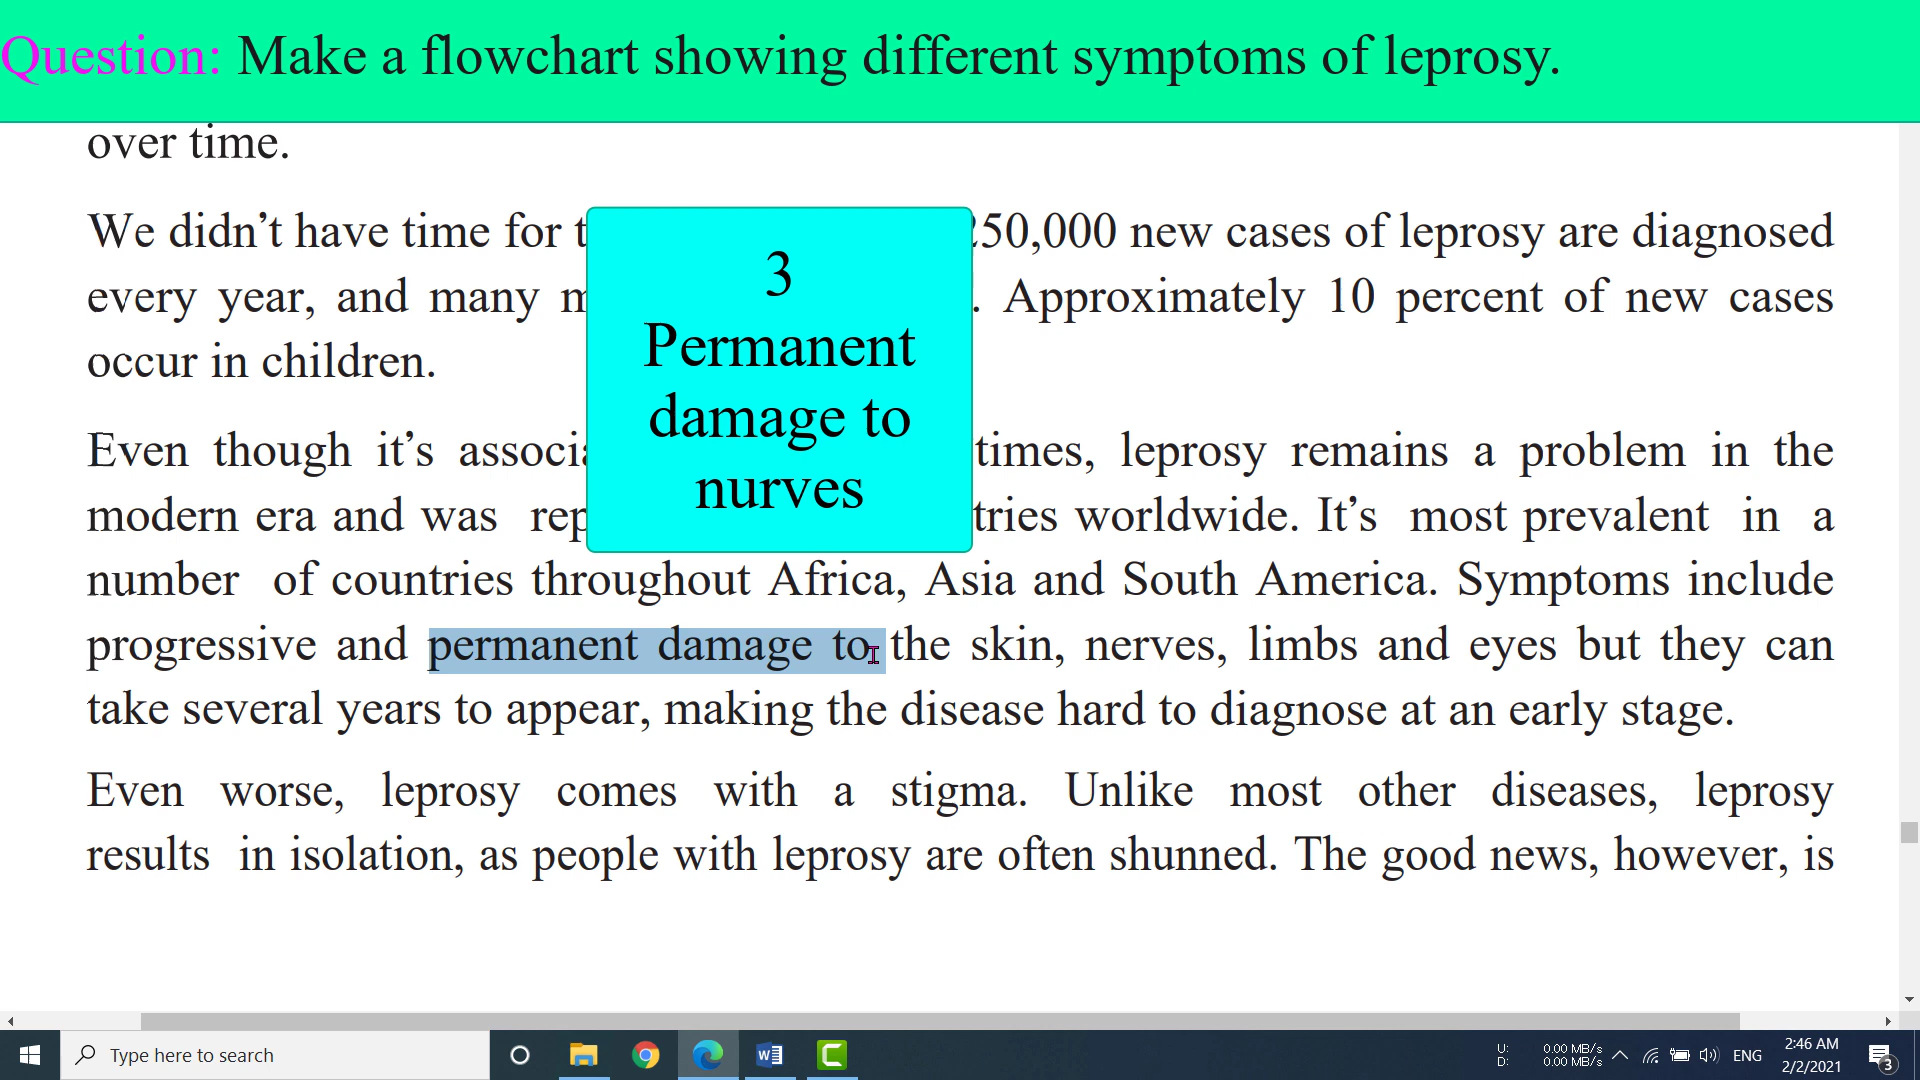 Question: Make a flowchart showing different symptoms of leprosy.
over time.
We didn't have time for t 250,000 new cases of leprosy are diagnosed
every year, and many m . Approximately 10 percent of new cases
occur in children.
3
Permanent
damage to
nurves
Even though it's associa times, leprosy remains a problem in the
modern era and was rep tries worldwide. It's most prevalent in a
number of countries throughout Africa, Asia and South America. Symptoms include
progressive and permanent damage to the skin, nerves, limbs and eyes but they can
take several years to appear, making the disease hard to diagnose at an early stage.
Even worse, leprosy comes with a stigma. Unlike most other diseases, leprosy
results in isolation, as people with leprosy are often shunned. The good news, however, is
Type here to search
U: 0.00 MB/s
D: 0.00 MB/s
ENG
2:46 AM
2/2/2021
3